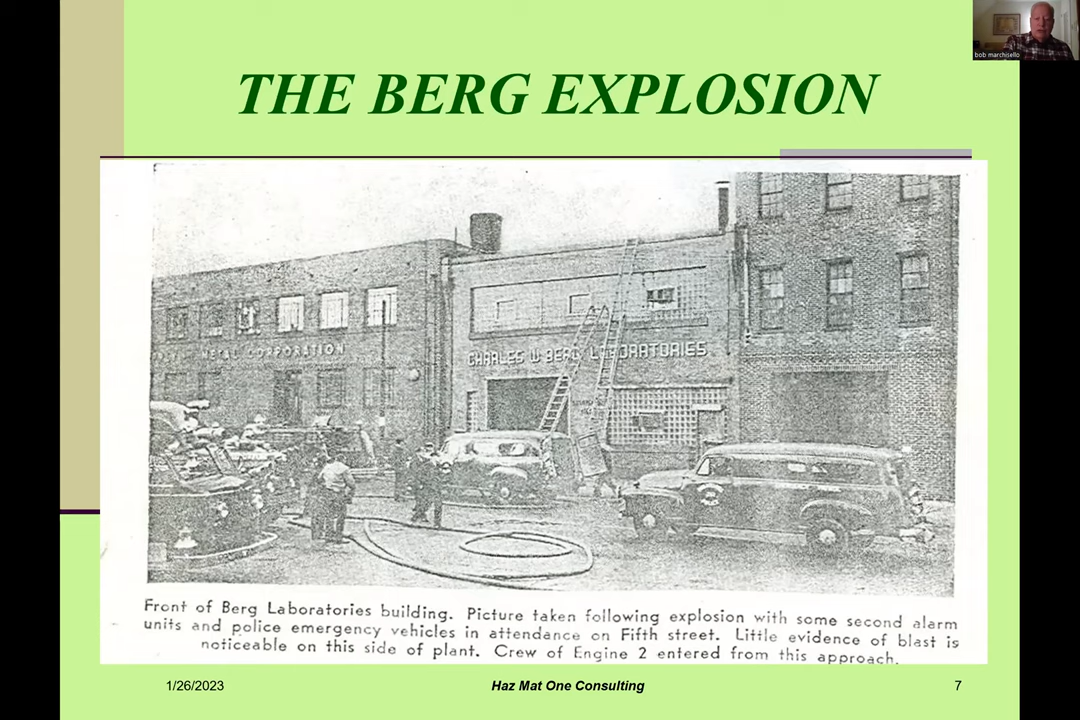 bob marchisello
THE BERG EXPLOSION
METAL CORPORATION
CHARLES W BERG LABORATORIES
Front of Berg Laboratories building. Picture taken following explosion with some second alarm
units and police emergency vehicles in attendance on Fifth street. Little evidence of blast is
noticeable on this side of plant. Crew of Engine 2 entered from this approach.
1/26/2023
Haz Mat One Consulting
7